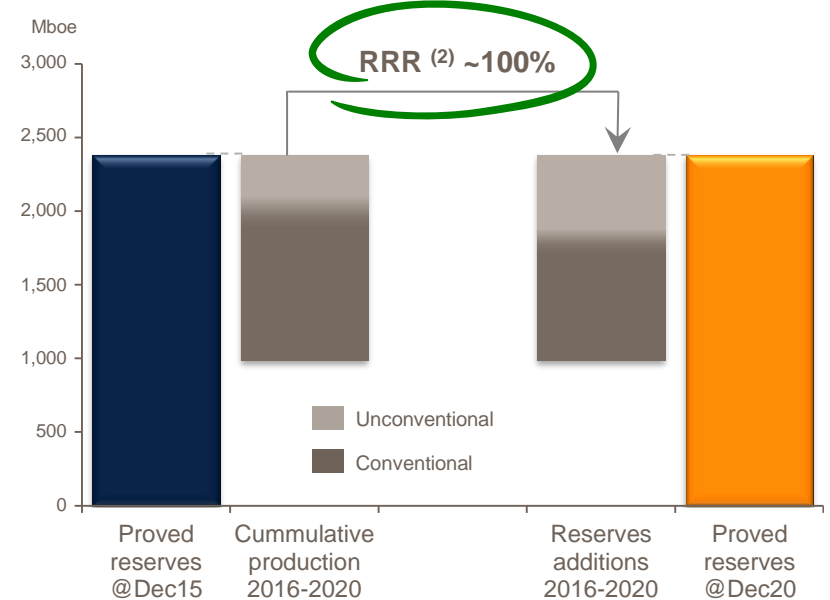 Mboe
RRR (2) ~100%
3,000
2,500
2,000
1,500
1,000
500
0
Unconventional
Conventional
Proved
reserves
@Dec15
Cummulative
production
2016-2020
Reserves
additions
2016-2020
Proved
reserves
@Dec20